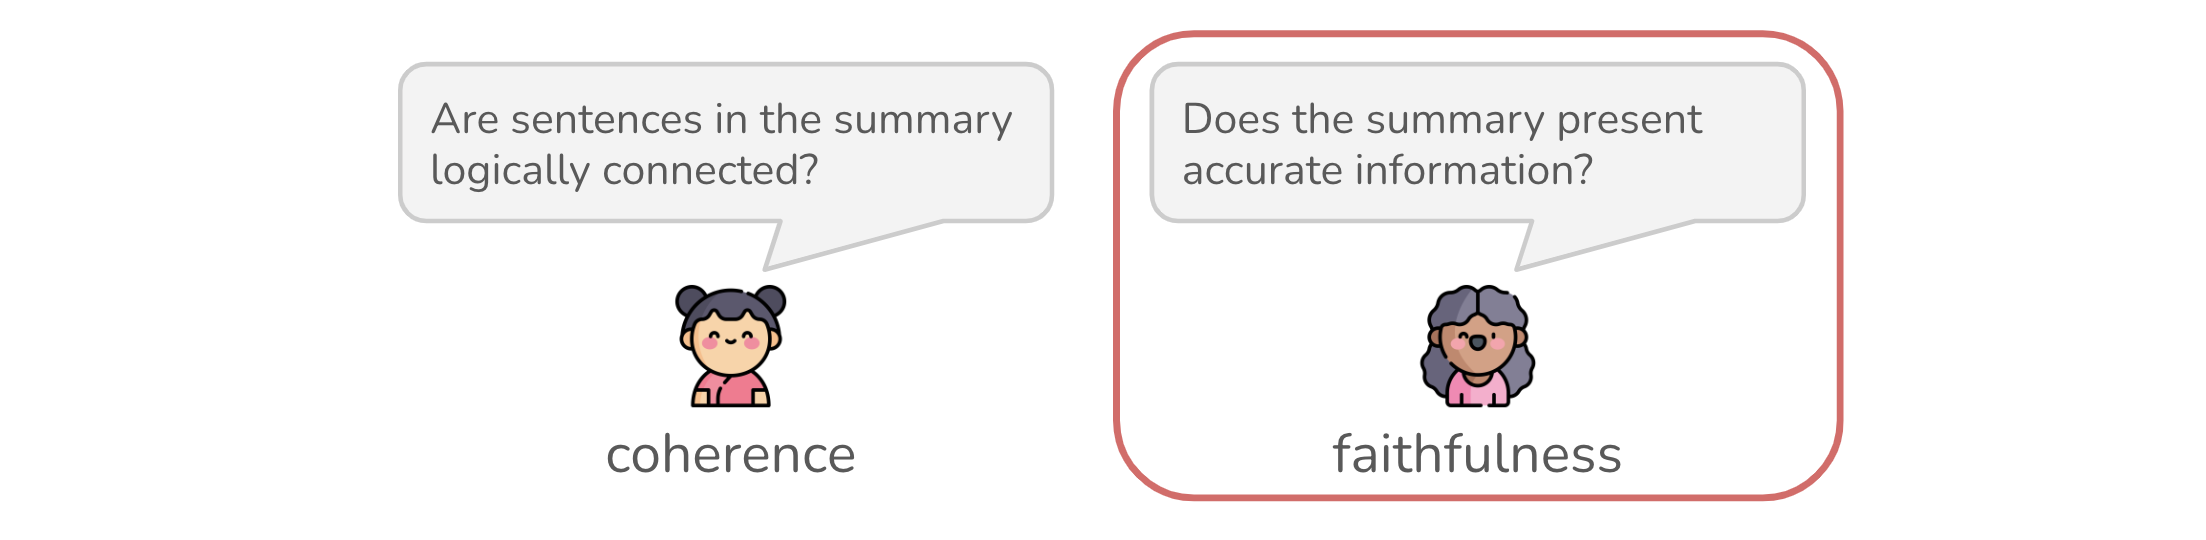 Are sentences in the summary
logically connected?
coherence
Does the summary present
accurate information?
faithfulness